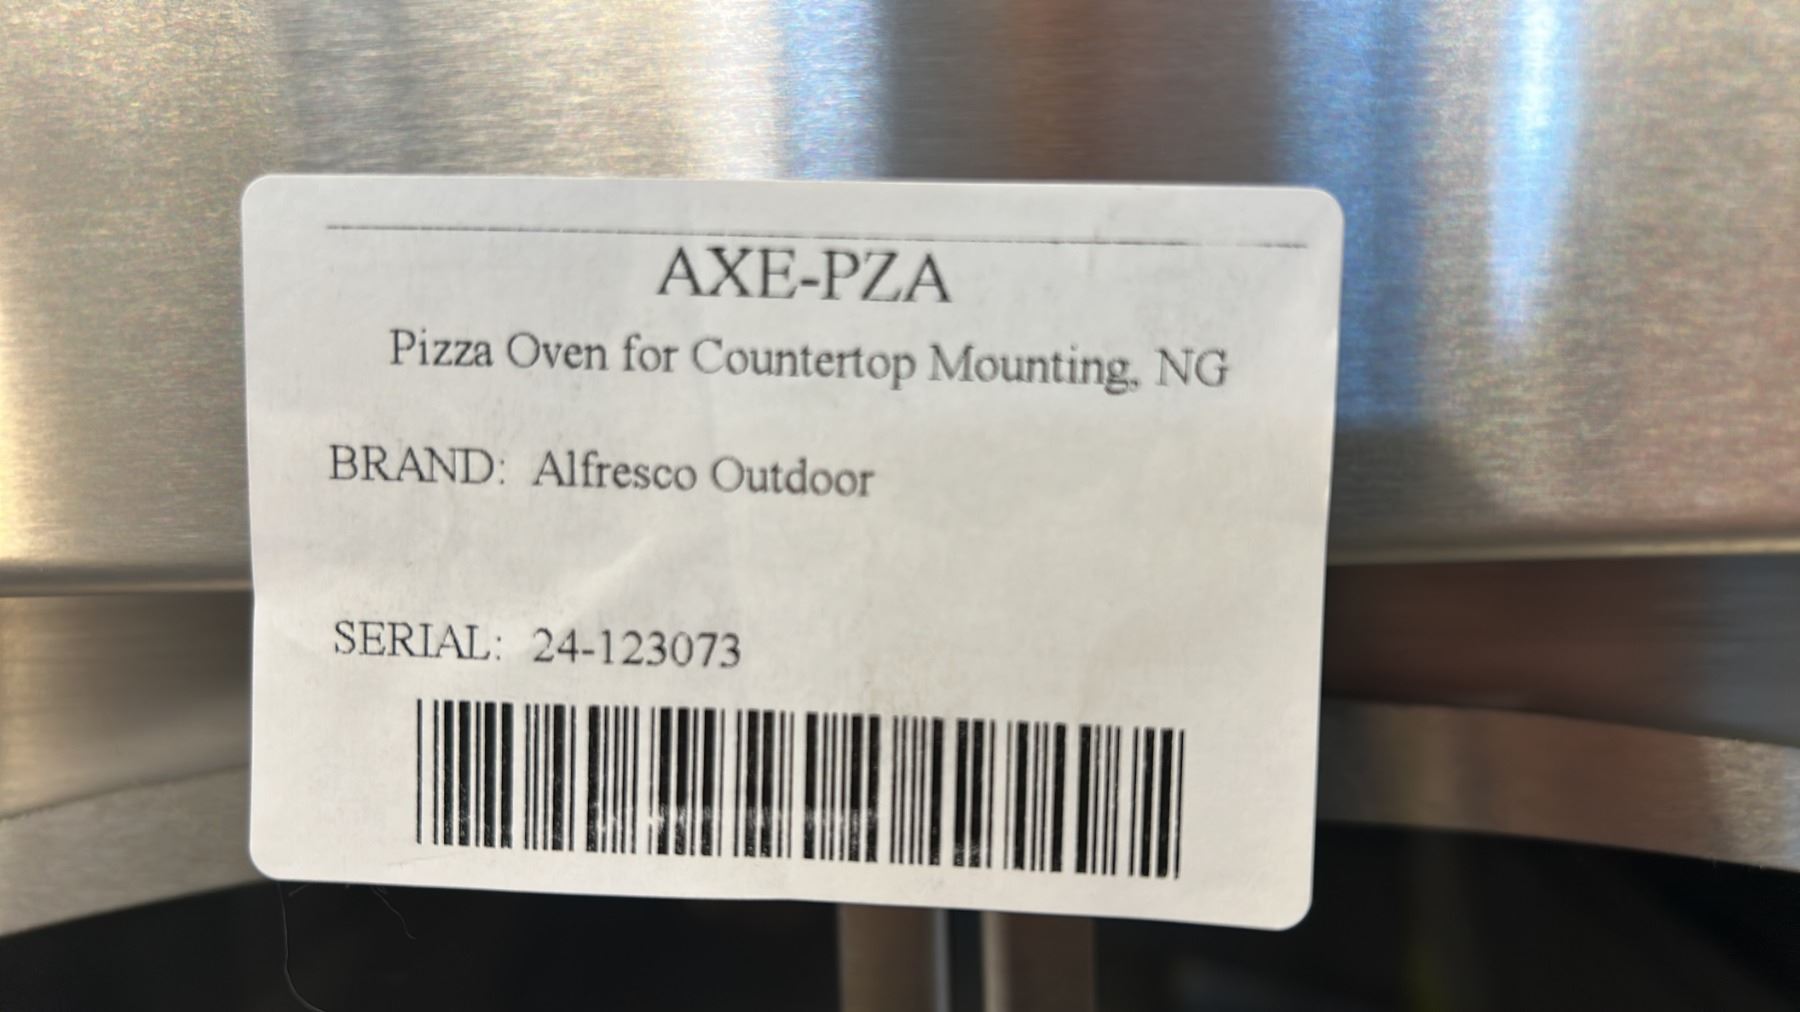 AXE-PZA
Pizza Oven for Countertop Mounting, NG
BRAND: Alfresco Outdoor
SERIAL: 24-123073